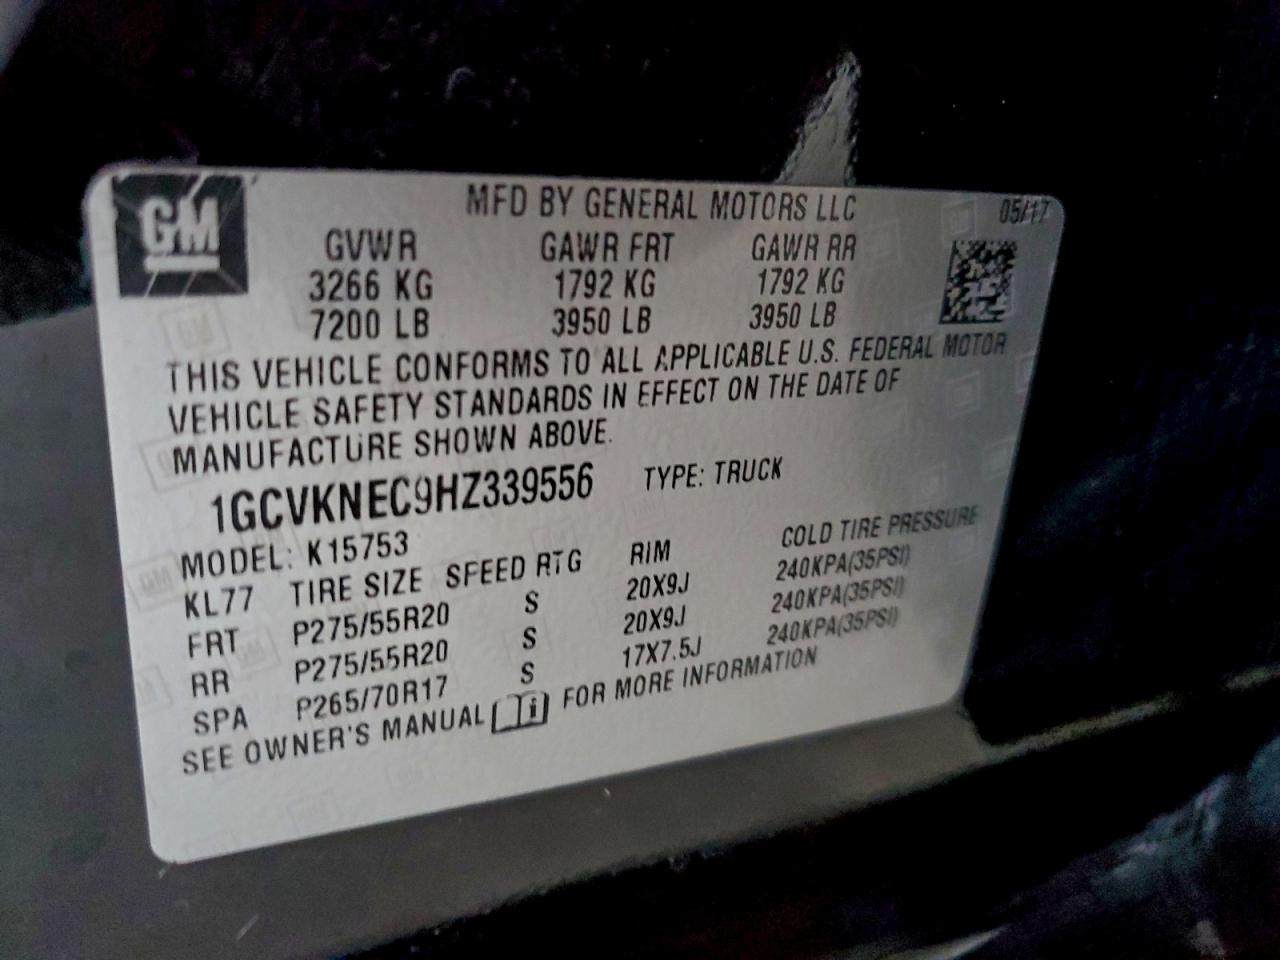 GM
MFD BY GENERAL MOTORS LLC 05/17
GVWR GAWR FRT GAWR RR
3266 KG 1792 KG 1792 KG
7200 LB 3950 LB 3950 LB
THIS VEHICLE CONFORMS TO ALL APPLICABLE U.S. FEDERAL MOTOR
VEHICLE SAFETY STANDARDS IN EFFECT ON THE DATE OF
MANUFACTURE SHOWN ABOVE.
1GCVKNEC9HZ339556 TYPE: TRUCK
MODEL: K15753
KL77 TIRE SIZE SPEED RTG RIM COLD TIRE PRESSURE
FRT P275/55R20 S 20X9J 240KPA(35PSI)
RR P275/55R20 S 20X9J 240KPA(35PSI)
SPA P265/70R17 S 17X7.5J 240KPA(35PSI)
SEE OWNER'S MANUAL FOR MORE INFORMATION